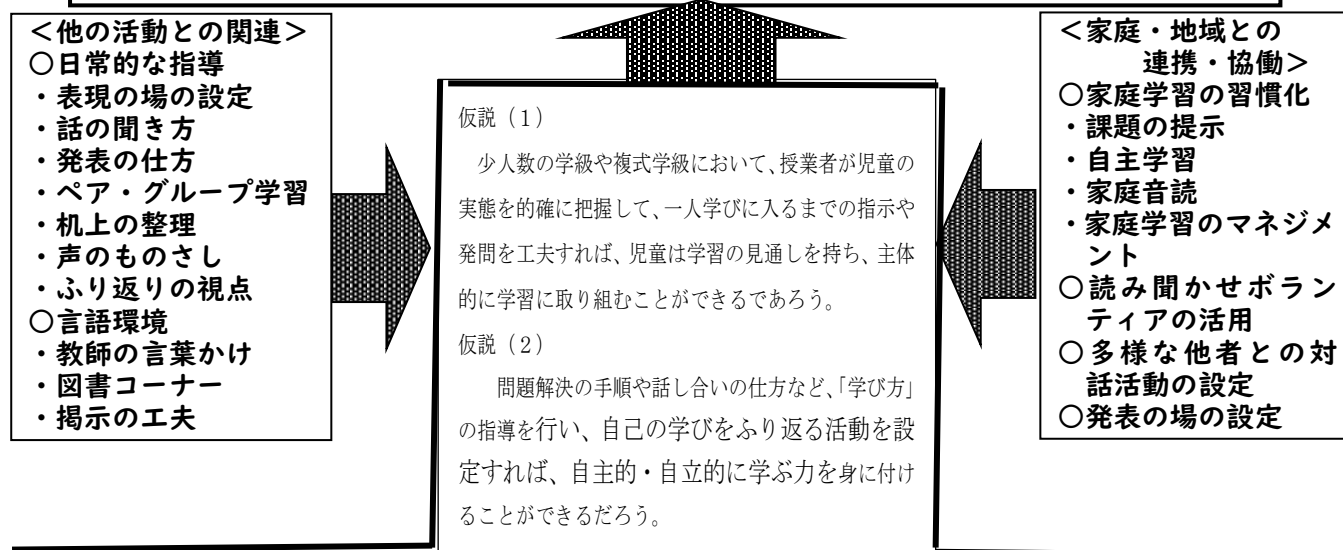 <他の活動との関連>
○日常的な指導
・表現の場の設定
・話の聞き方
・発表の仕方
・ペア・グループ学習
・机上の整理
・声のものさし
・ふり返りの視点
○言語環境
・教師の言葉かけ
・図書コーナー
・掲示の工夫
仮説（１）
少人数の学級や複式学級において、授業者が児童の
実態を的確に把握して、一人学びに入るまでの指示や
発問を工夫すれば、児童は学習の見通しを持ち、主体
的に学習に取り組むことができるであろう。
仮説（２）
問題解決の手順や話し合いの仕方など、「学び方」
の指導を行い、自己の学びをふり返る活動を設
定すれば、自主的・自立的に学ぶ力を身に付け
ることができるだろう。
<家庭・地域との
連携・協働>
○家庭学習の習慣化
・課題の提示
・自主学習
・家庭音読
・家庭学習のマネジメ
ント
○読み聞かせボラン
ティアの活用
○多様な他者との対
話活動の設定
○発表の場の設定